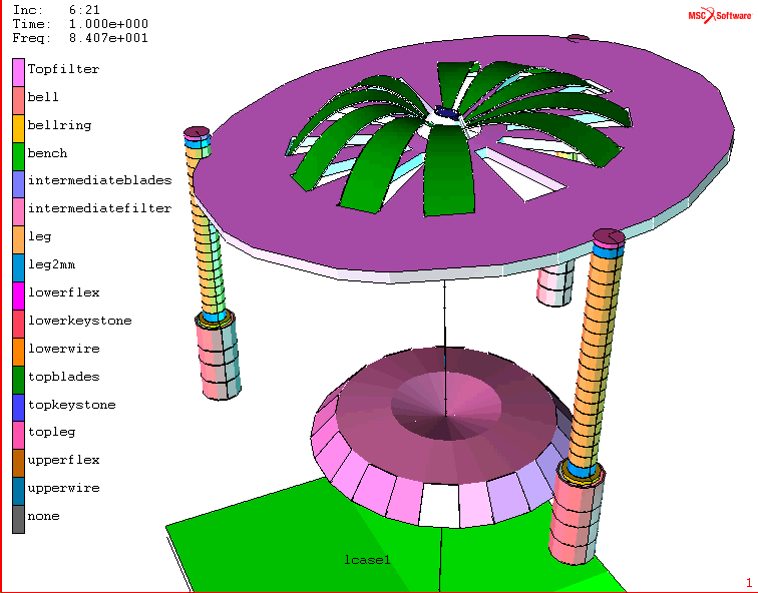 Inc: 6:21
Time: 1.000e+000
Freq: 8.407e+001
MSC Software
Topfilter
bell
bellring
bench
intermediateblades
intermediatefilter
leg
leg2mm
lowerflex
lowerkeystone
lowerwire
topblades
topkeystone
topleg
upperflex
upperwire
none
lcase1
1